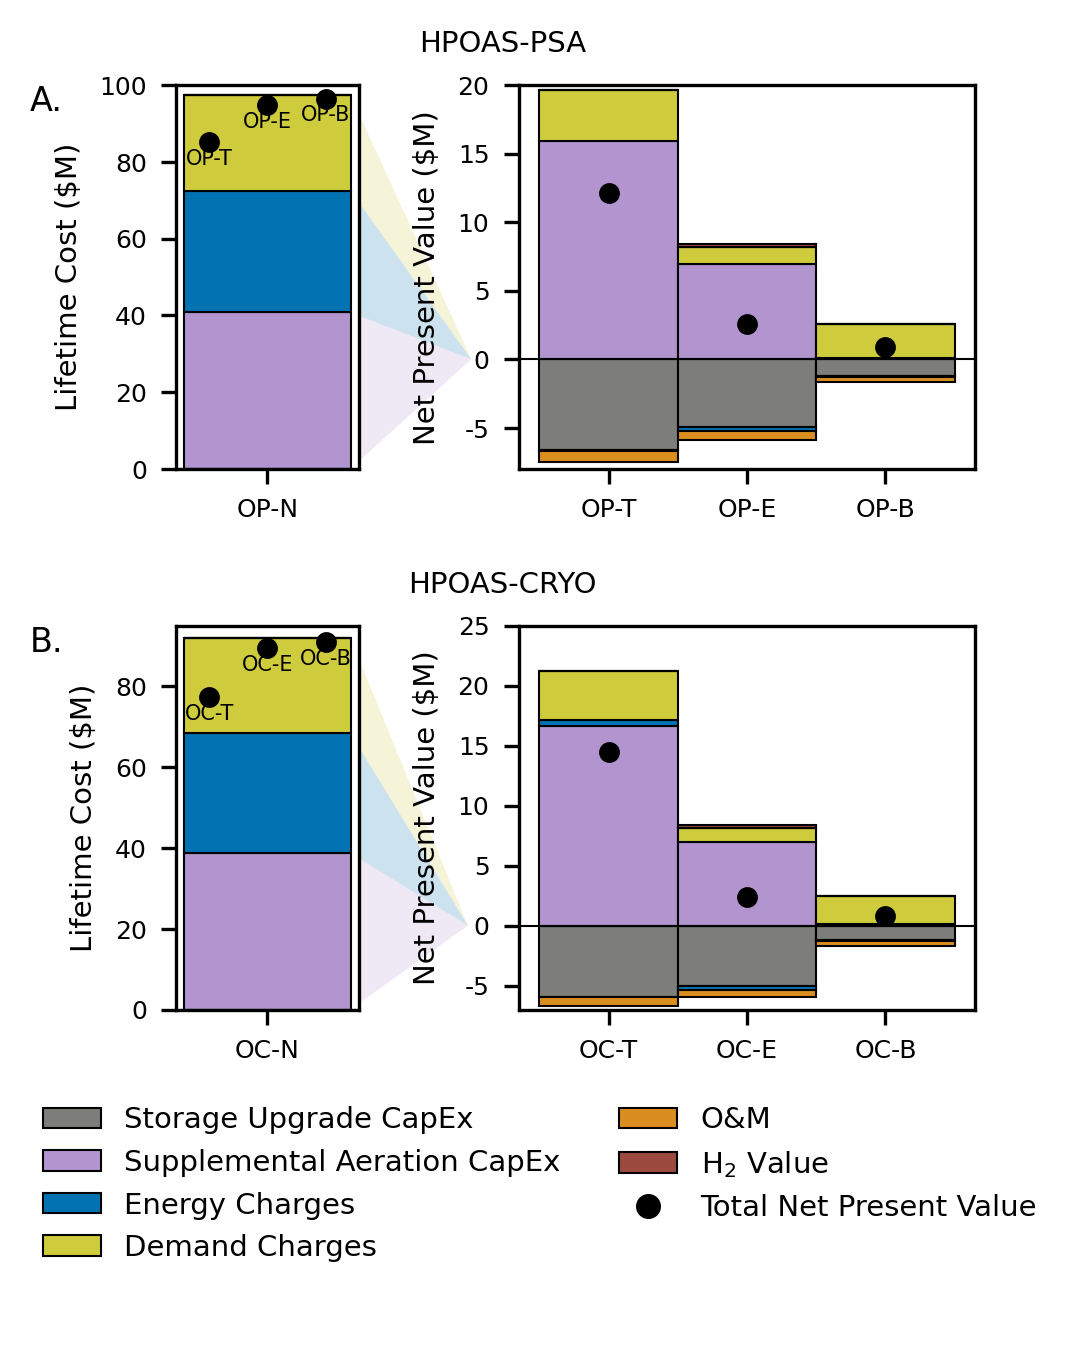 HPOAS-PSA
A.
Lifetime Cost ($M)
100
80
60
40
20
0
OP-T
OP-E
OP-B
OP-N
Net Present Value ($M)
20
15
10
5
0
-5
OP-T
OP-E
OP-B
HPOAS-CRYO
B.
Lifetime Cost ($M)
80
60
40
20
0
OC-T
OC-E
OC-B
OC-N
Net Present Value ($M)
25
20
15
10
5
0
-5
OC-T
OC-E
OC-B
Storage Upgrade CapEx
Supplemental Aeration CapEx
Energy Charges
Demand Charges
O&M
H₂ Value
Total Net Present Value